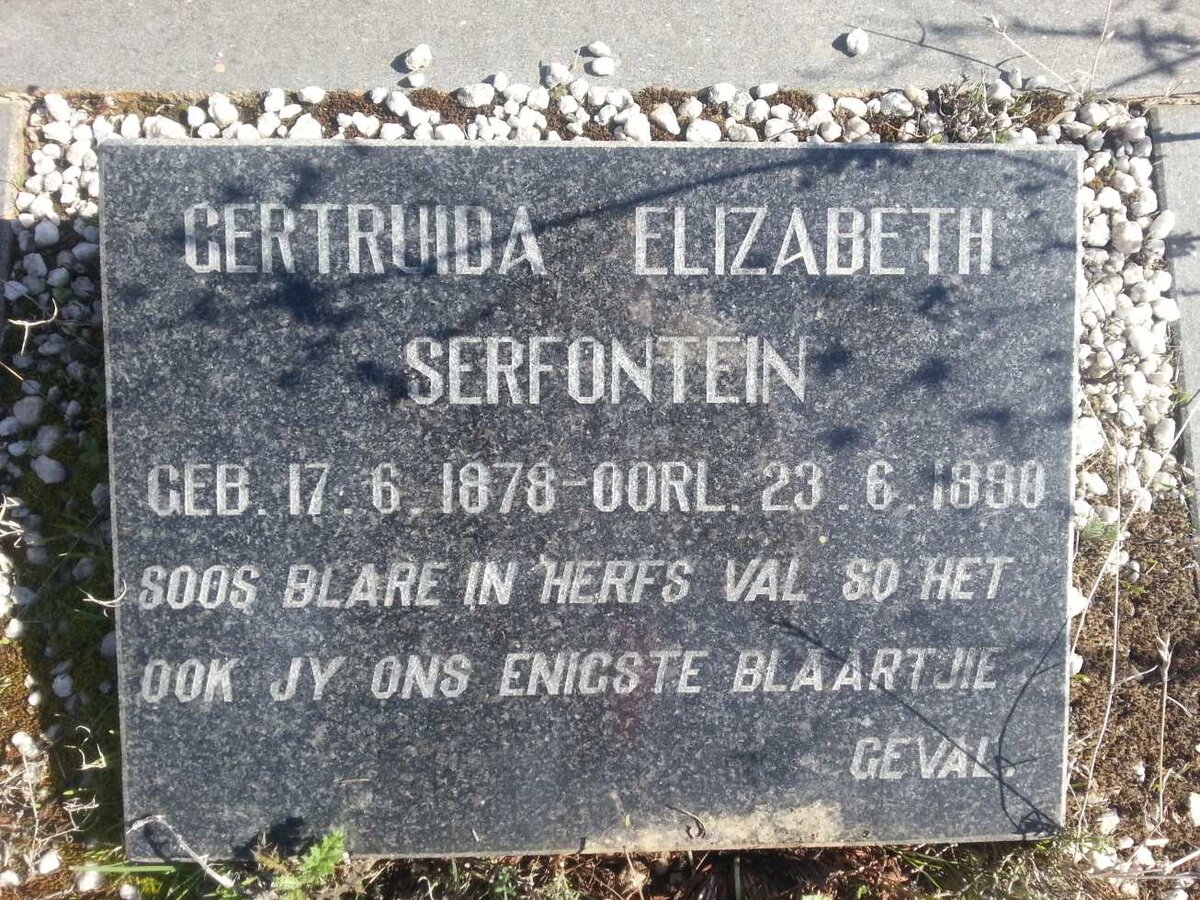 GERTRUIDA ELIZABETH
SERFONTEIN
GEB. 17.6.1878-OORL. 23.6.1880
SOOS BLARE IN HERFS VAL SO HET
OOK JY ONS ENIGSTE BLAARTJIE
GEVAL.